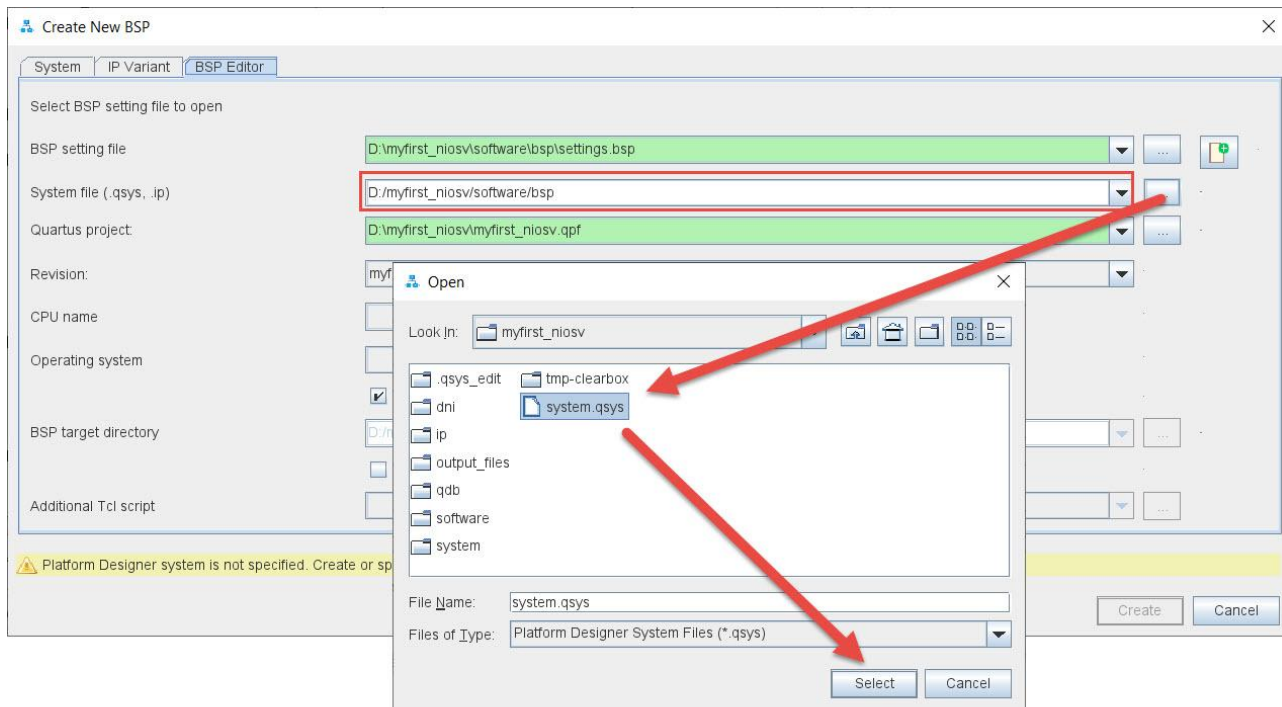 Create New BSP
System IP Variant BSP Editor
Select BSP setting file to open
BSP setting file D:\myfirst_niosv\software\bsp\settings.bsp ...
System file (.qsys, .ip) D:/myfirst_niosv/software/bsp ...
Quartus project: D:\myfirst_niosv\myfirst_niosv.qpf ...
Revision: myf
CPU name
Operating system
BSP target directory D:/ ...
Additional Tcl script ...
Platform Designer system is not specified. Create or sp
Create Cancel
Open
Look In: myfirst_niosv
.qsys_edit tmp-clearbox
dni system.qsys
ip
output_files
qdb
software
system
File Name: system.qsys
Files of Type: Platform Designer System Files (*.qsys)
Select Cancel